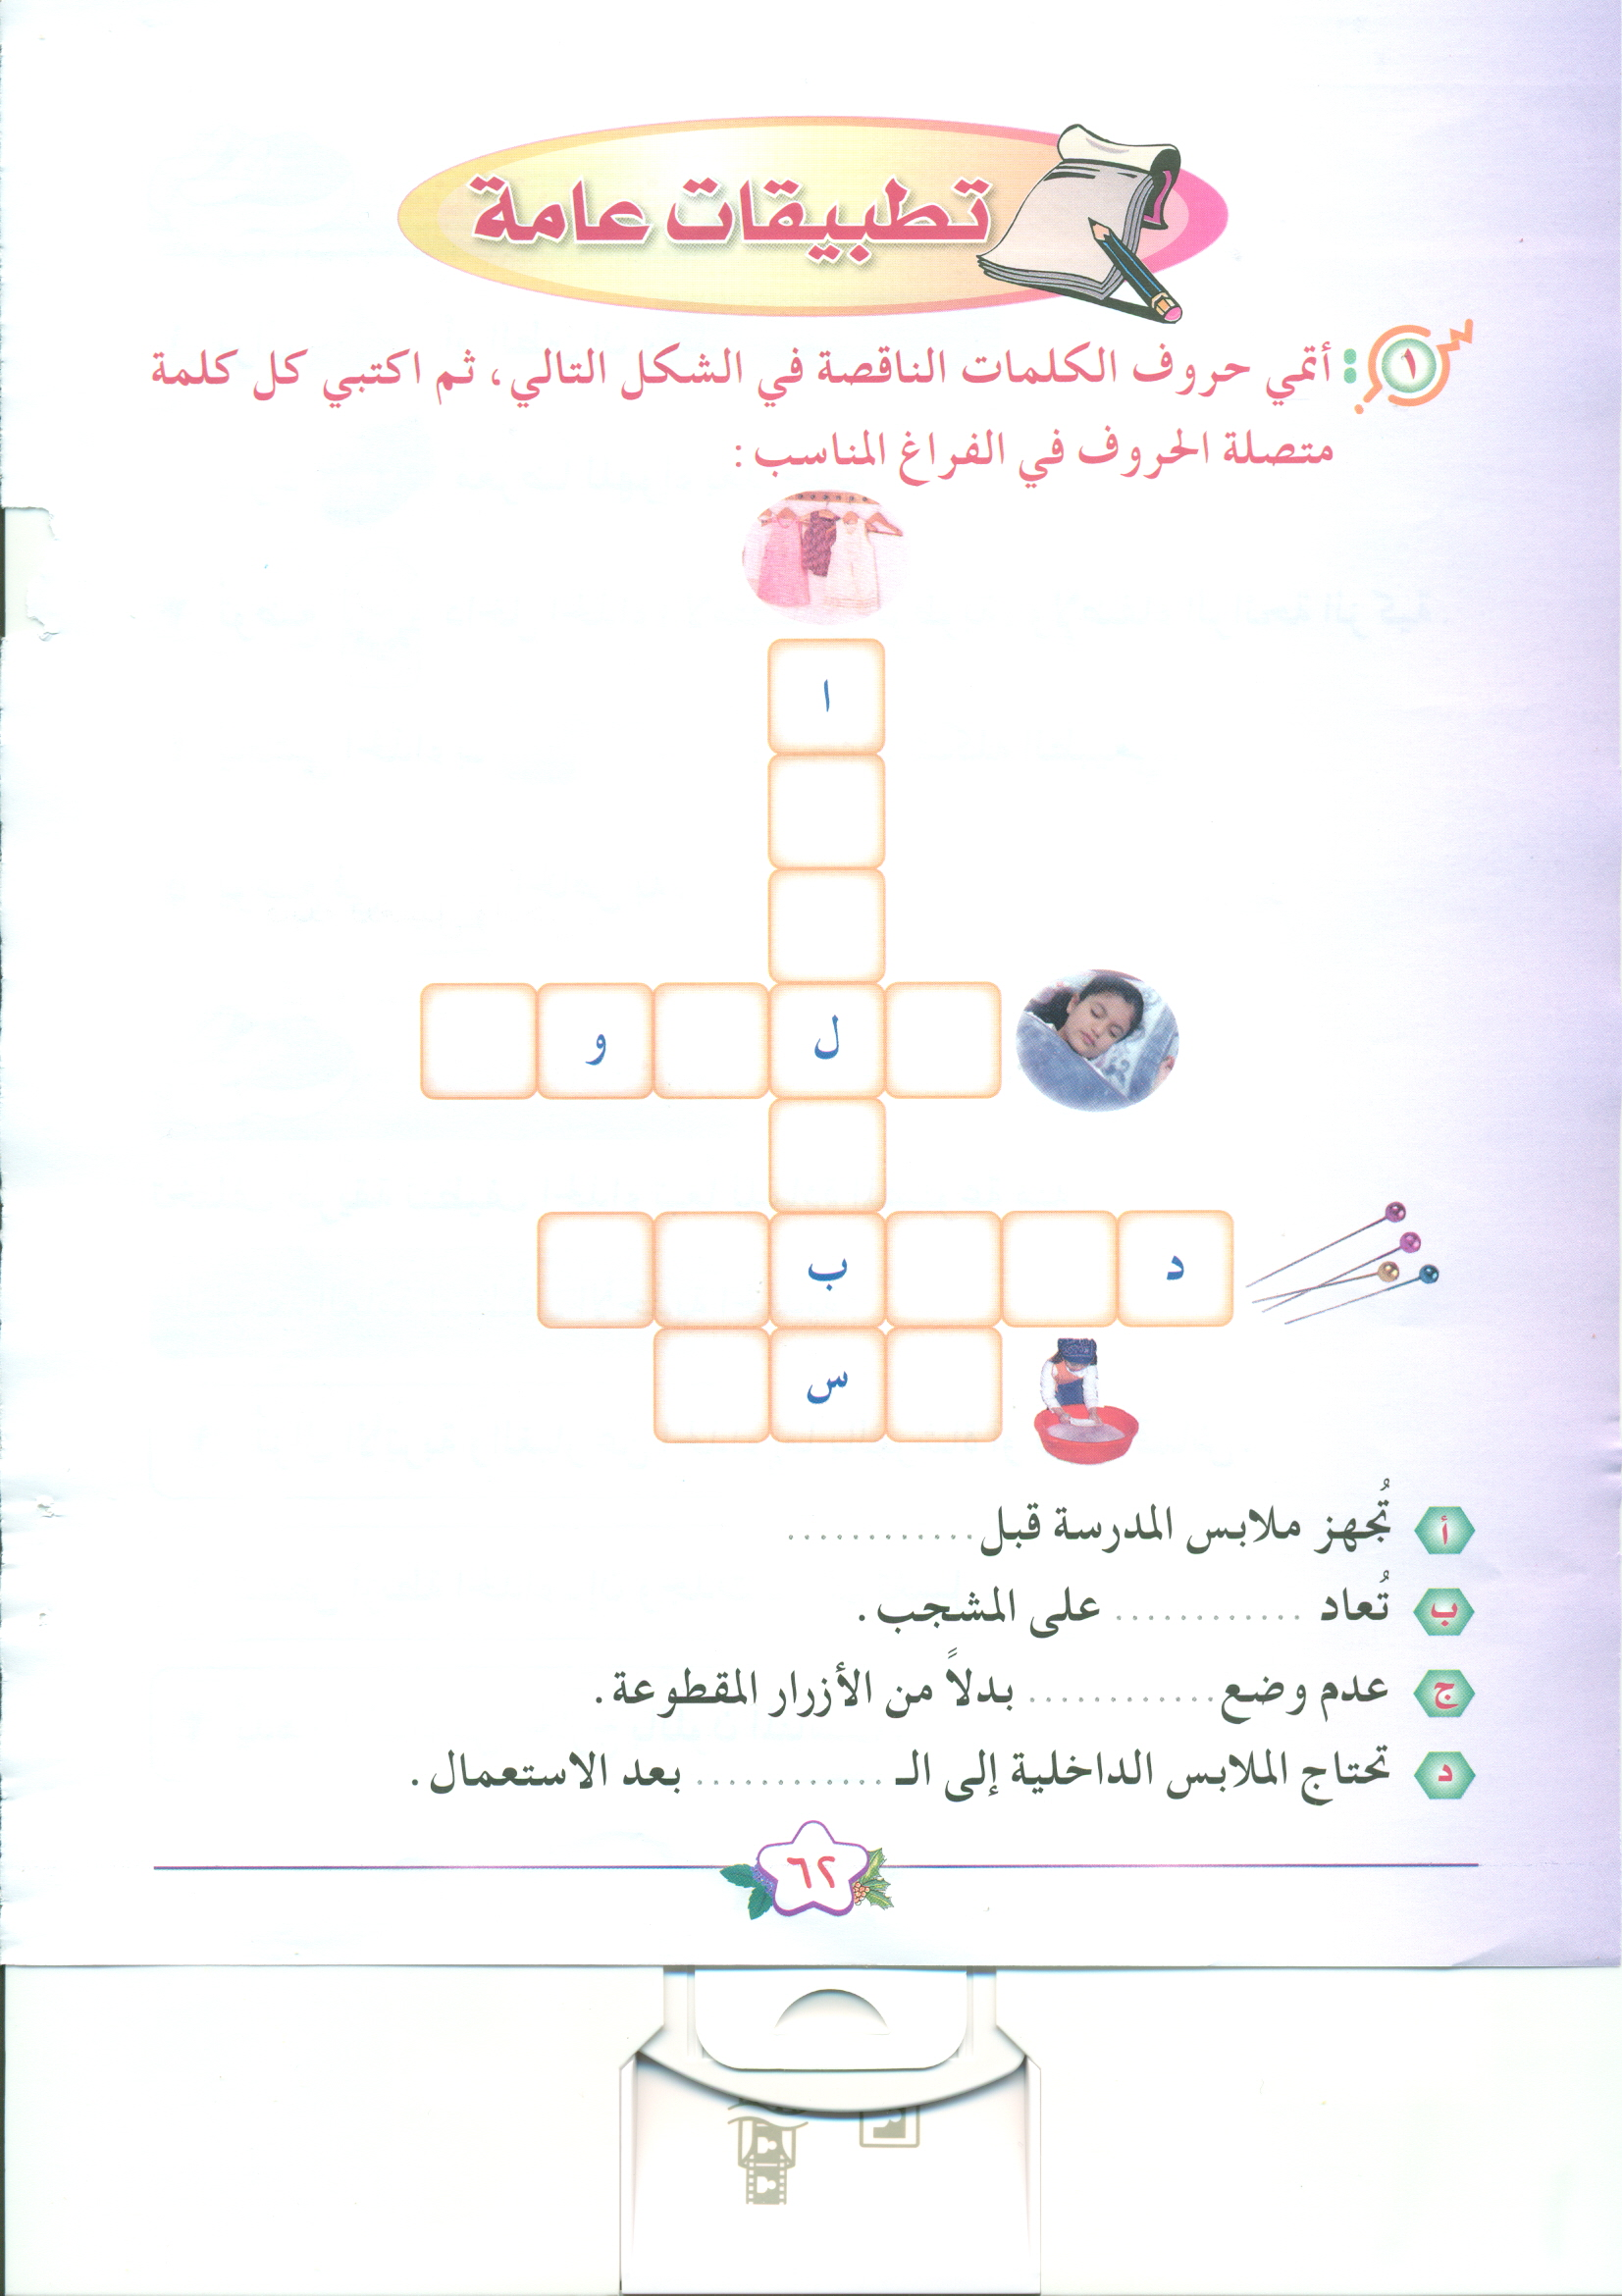 تطبيقات عامة
١ : أتمي حروف الكلمات الناقصة في الشكل التالي، ثم اكتبي كل كلمة
متصلة الحروف في الفراغ المناسب :
ا
ل و
د ب
س
أ تُجهز ملابس المدرسة قبل ............
ب تُعاد ............ على المشجب .
ج عدم وضع ............ بدلاً من الأزرار المقطوعة .
د تحتاج الملابس الداخلية إلى الـ ............ بعد الاستعمال .
٦٢